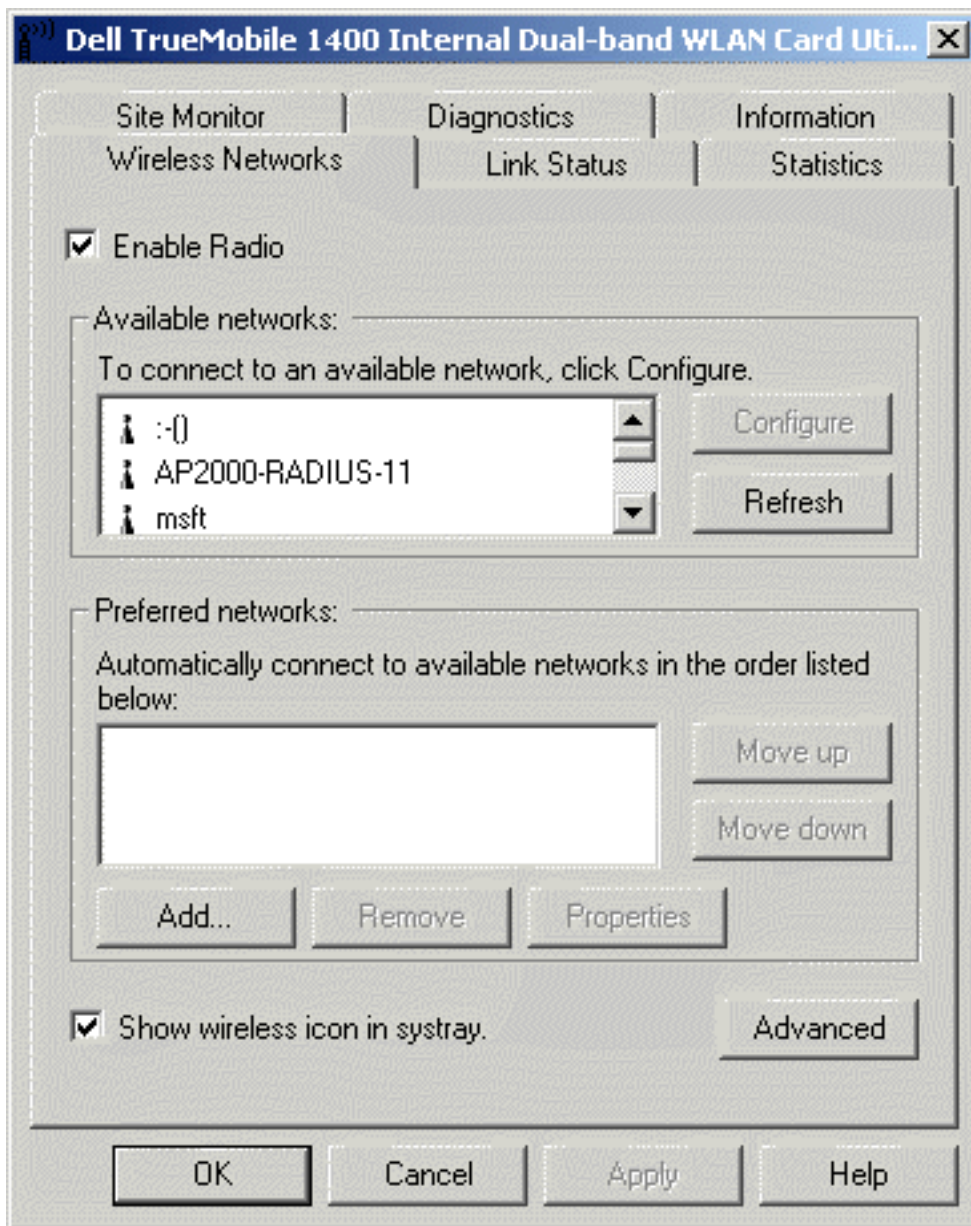 Dell TrueMobile 1400 Internal Dual-band WLAN Card Uti...
Site Monitor
Diagnostics
Information
Wireless Networks
Link Status
Statistics
Enable Radio
Available networks:
To connect to an available network, click Configure.
:-()
AP2000-RADIUS-11
msft
Configure
Refresh
Preferred networks:
Automatically connect to available networks in the order listed
below:
Move up
Move down
Add...
Remove
Properties
Show wireless icon in systray.
Advanced
OK
Cancel
Apply
Help